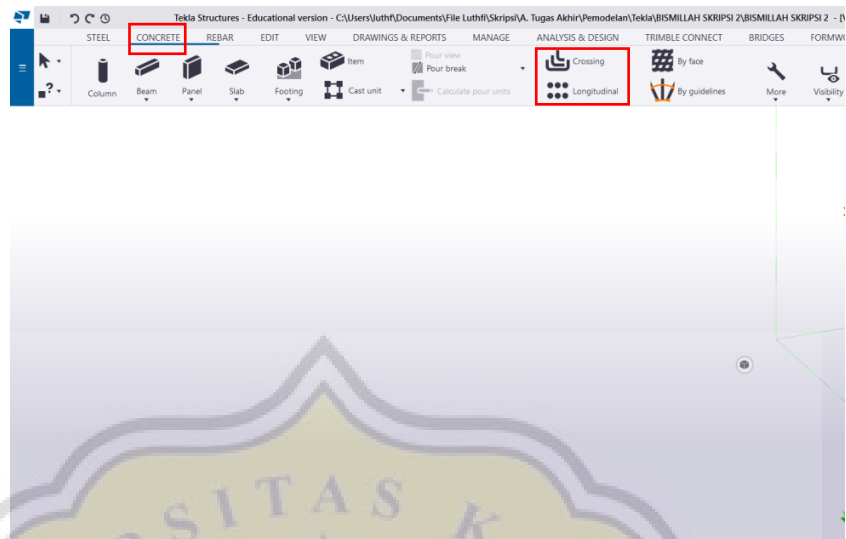 Tekla Structures - Educational version - C:\Users\luthf\Documents\File Luthfi\Skripsi\A. Tugas Akhir\Pemodelan\Tekla\BISMILLAH SKRIPSI 2\BISMILLAH SKRIPSI 2 - [V
STEEL CONCRETE REBAR EDIT VIEW DRAWINGS & REPORTS MANAGE ANALYSIS & DESIGN TRIMBLE CONNECT BRIDGES FORMWO
Item Pour view Crossing By face
Pour break
Column Beam Panel Slab Footing Cast unit Calculate pour units Longitudinal By guidelines More Visibility
SITAS K